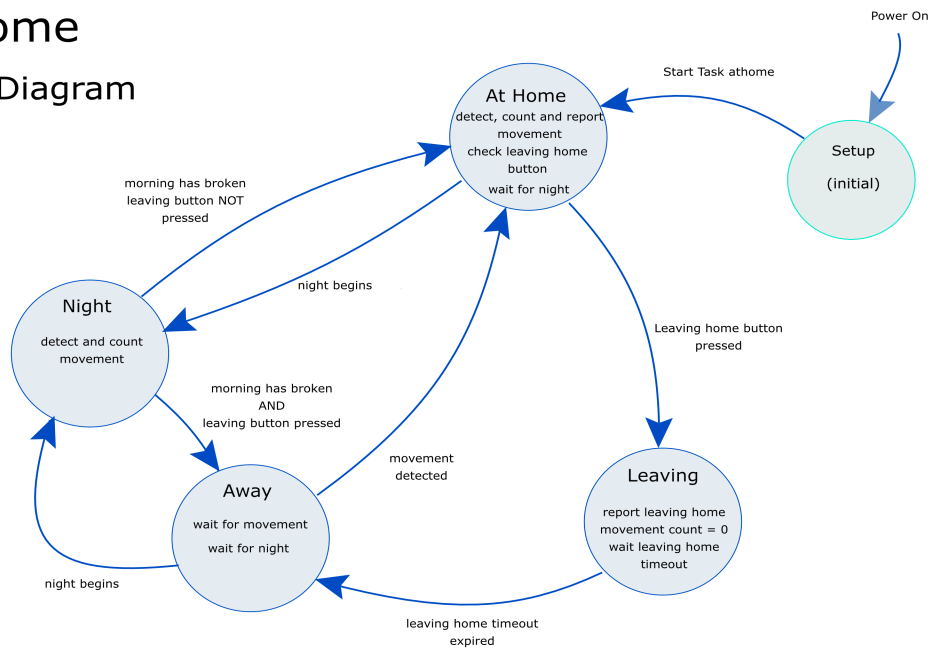 ome
Diagram
Power On
Start Task athome
Setup
(initial)
At Home
detect, count and report
movement
check leaving home
button
wait for night
morning has broken
leaving button NOT
pressed
night begins
Night
detect and count
movement
Leaving home button
pressed
morning has broken
AND
leaving button pressed
movement
detected
Away
wait for movement
wait for night
Leaving
report leaving home
movement count = 0
wait leaving home
timeout
night begins
leaving home timeout
expired